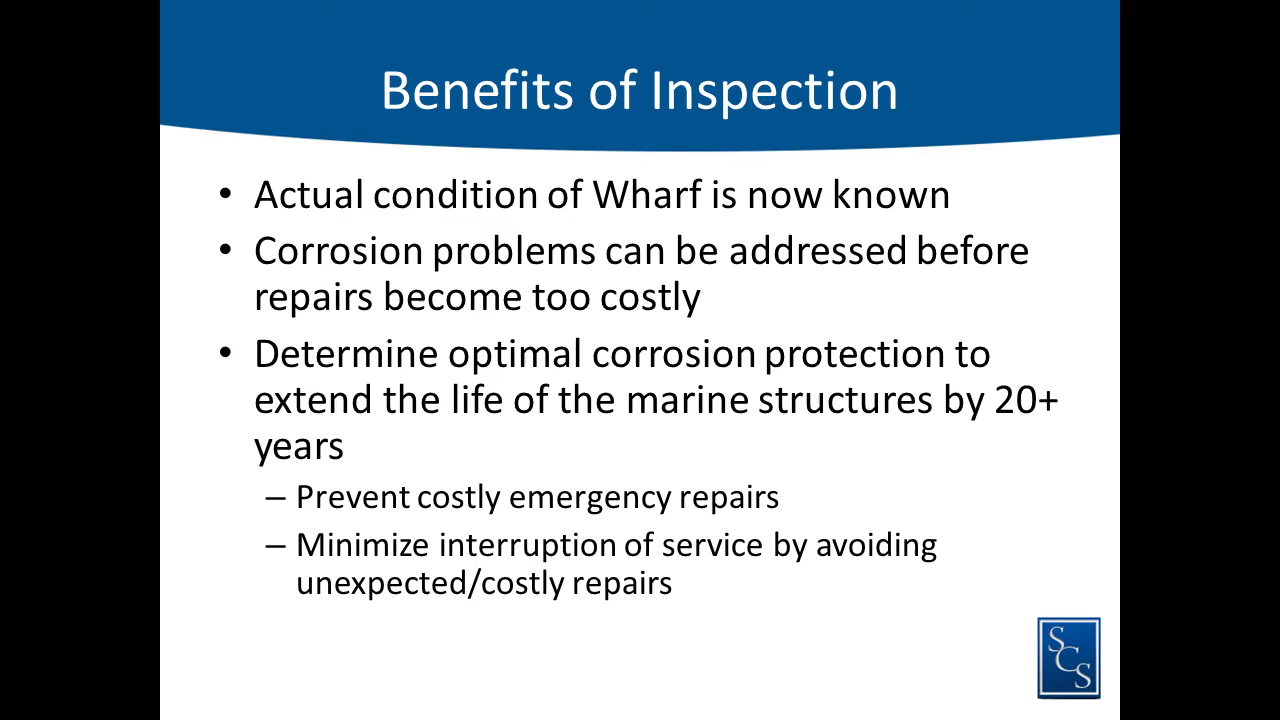 Benefits of Inspection
• Actual condition of Wharf is now known
• Corrosion problems can be addressed before
repairs become too costly
• Determine optimal corrosion protection to
extend the life of the marine structures by 20+
years
– Prevent costly emergency repairs
– Minimize interruption of service by avoiding
unexpected/costly repairs
SCS